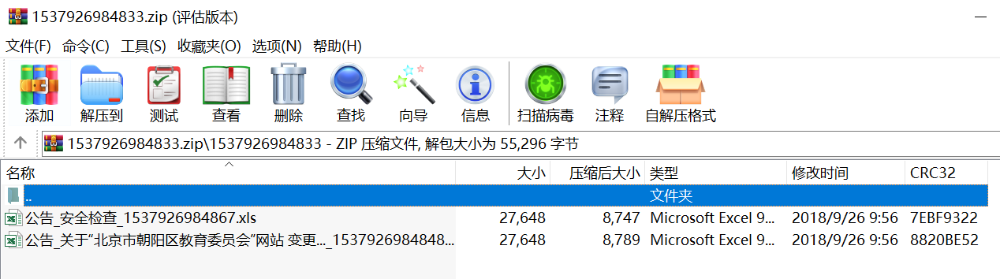 1537926984833.zip (评估版本)
文件(F) 命令(C) 工具(S) 收藏夹(O) 选项(N) 帮助(H)
添加 解压到 测试 查看 删除 查找 向导 信息 扫描病毒 注释 自解压格式
1537926984833.zip\1537926984833 - ZIP 压缩文件, 解包大小为 55,296 字节
名称 大小 压缩后大小 类型 修改时间 CRC32
.. 文件夹
公告_安全检查_1537926984867.xls 27,648 8,747 Microsoft Excel 9... 2018/9/26 9:56 7EBF9322
公告_关于“北京市朝阳区教育委员会”网站 变更..._1537926984848... 27,648 8,789 Microsoft Excel 9... 2018/9/26 9:56 8820BE52